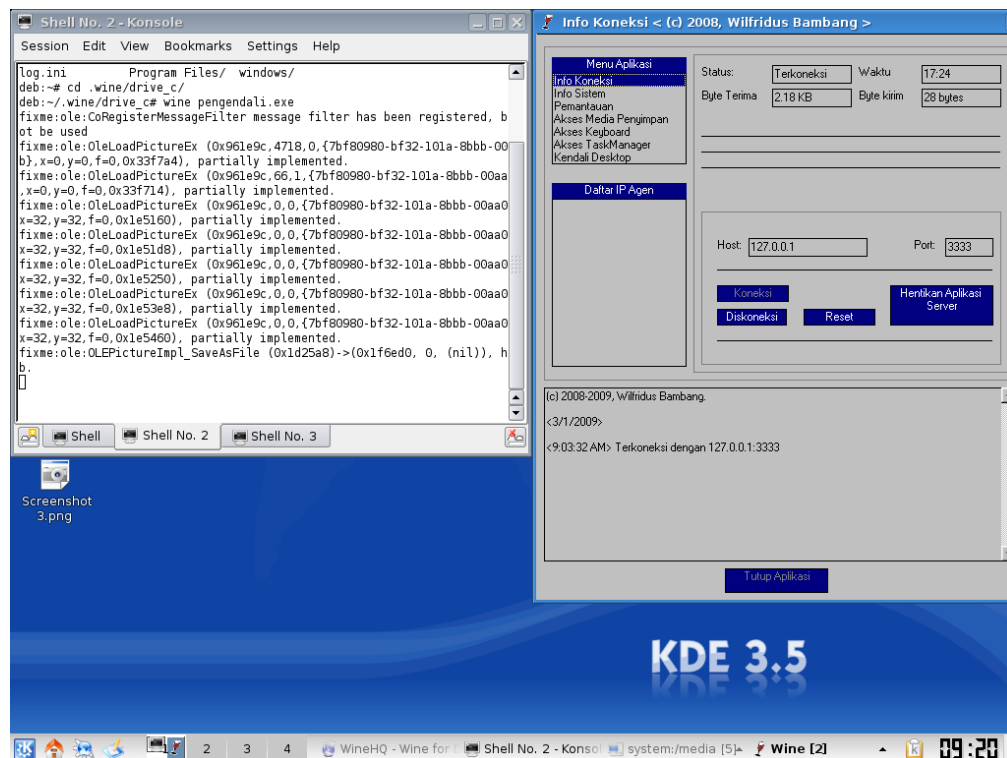 Shell No. 2 - Konsole
Session Edit View Bookmarks Settings Help
log.ini Program Files/ windows/
deb:~# cd .wine/drive_c/
deb:~/.wine/drive_c# wine pengendali.exe
fixme:ole:CoRegisterMessageFilter message filter has been registered, b
ot be used
fixme:ole:OleLoadPictureEx (0x961e9c,4718,0,{7bf80980-bf32-101a-8bbb-00
b},x=0,y=0,f=0,0x33f7a4), partially implemented.
fixme:ole:OleLoadPictureEx (0x961e9c,66,1,{7bf80980-bf32-101a-8bbb-00aa
,x=0,y=0,f=0,0x33f714), partially implemented.
fixme:ole:OleLoadPictureEx (0x961e9c,0,0,{7bf80980-bf32-101a-8bbb-00aa0
x=32,y=32,f=0,0x1e5160), partially implemented.
fixme:ole:OleLoadPictureEx (0x961e9c,0,0,{7bf80980-bf32-101a-8bbb-00aa0
x=32,y=32,f=0,0x1e51d8), partially implemented.
fixme:ole:OleLoadPictureEx (0x961e9c,0,0,{7bf80980-bf32-101a-8bbb-00aa0
x=32,y=32,f=0,0x1e5250), partially implemented.
fixme:ole:OleLoadPictureEx (0x961e9c,0,0,{7bf80980-bf32-101a-8bbb-00aa0
x=32,y=32,f=0,0x1e53e8), partially implemented.
fixme:ole:OleLoadPictureEx (0x961e9c,0,0,{7bf80980-bf32-101a-8bbb-00aa0
x=32,y=32,f=0,0x1e5460), partially implemented.
fixme:ole:OLEPictureImpl_SaveAsFile (0x1d25a8)->(0x1f6ed0, 0, (nil)), h
b.
Shell
Shell No. 2
Shell No. 3
Screenshot
3.png
Info Koneksi < (c) 2008, Wilfridus Bambang >
Menu Aplikasi
Info Koneksi
Info Sistem
Pemantauan
Akses Media Penyimpan
Akses Keyboard
Akses TaskManager
Kendali Desktop
Daftar IP Agen
Status: Terkoneksi Waktu 17:24
Byte Terima 2.18 KB Byte kirim 28 bytes
Host: 127.0.0.1 Port: 3333
Koneksi
Diskoneksi Reset
Hentikan Aplikasi
Server
(c) 2008-2009, Wilfridus Bambang.
<3/1/2009>
<9:03:32 AM> Terkoneksi dengan 127.0.0.1:3333
Tutup Aplikasi
KDE 3.5
2 3 4 WineHQ - Wine for Shell No. 2 - Konsol system:/media [5] Wine [2] 09:20